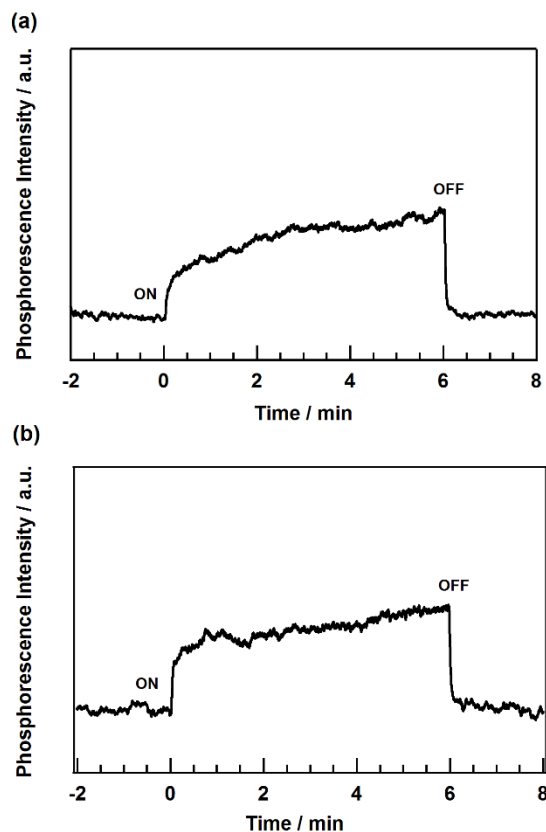 (a)
Phosphorescence Intensity / a.u.
ON
OFF
-2 0 2 4 6 8
Time / min
(b)
Phosphorescence Intensity / a.u.
ON
OFF
-2 0 2 4 6 8
Time / min